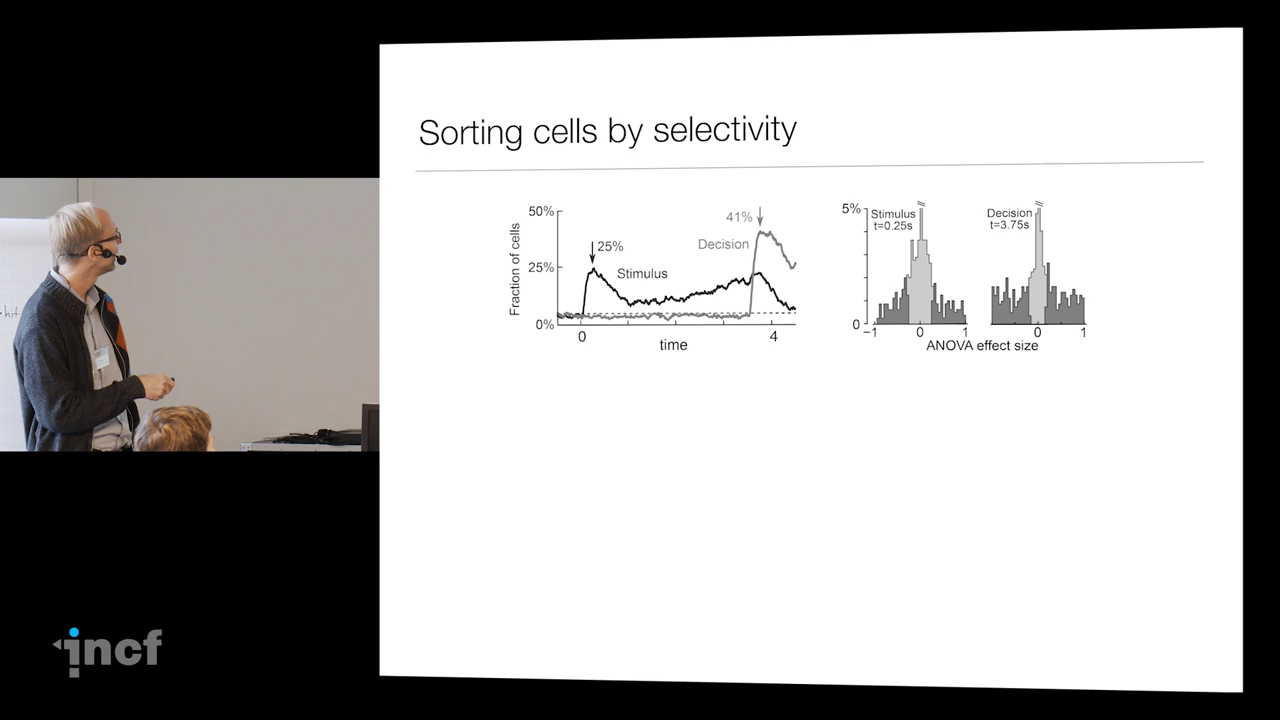 Sorting cells by selectivity
50%
25%
0%
Fraction of cells
25%
Stimulus
41%
Decision
0
4
time
5%
0
Stimulus
t=0.25s
Decision
t=3.75s
−1
0
1
0
1
ANOVA effect size
incf